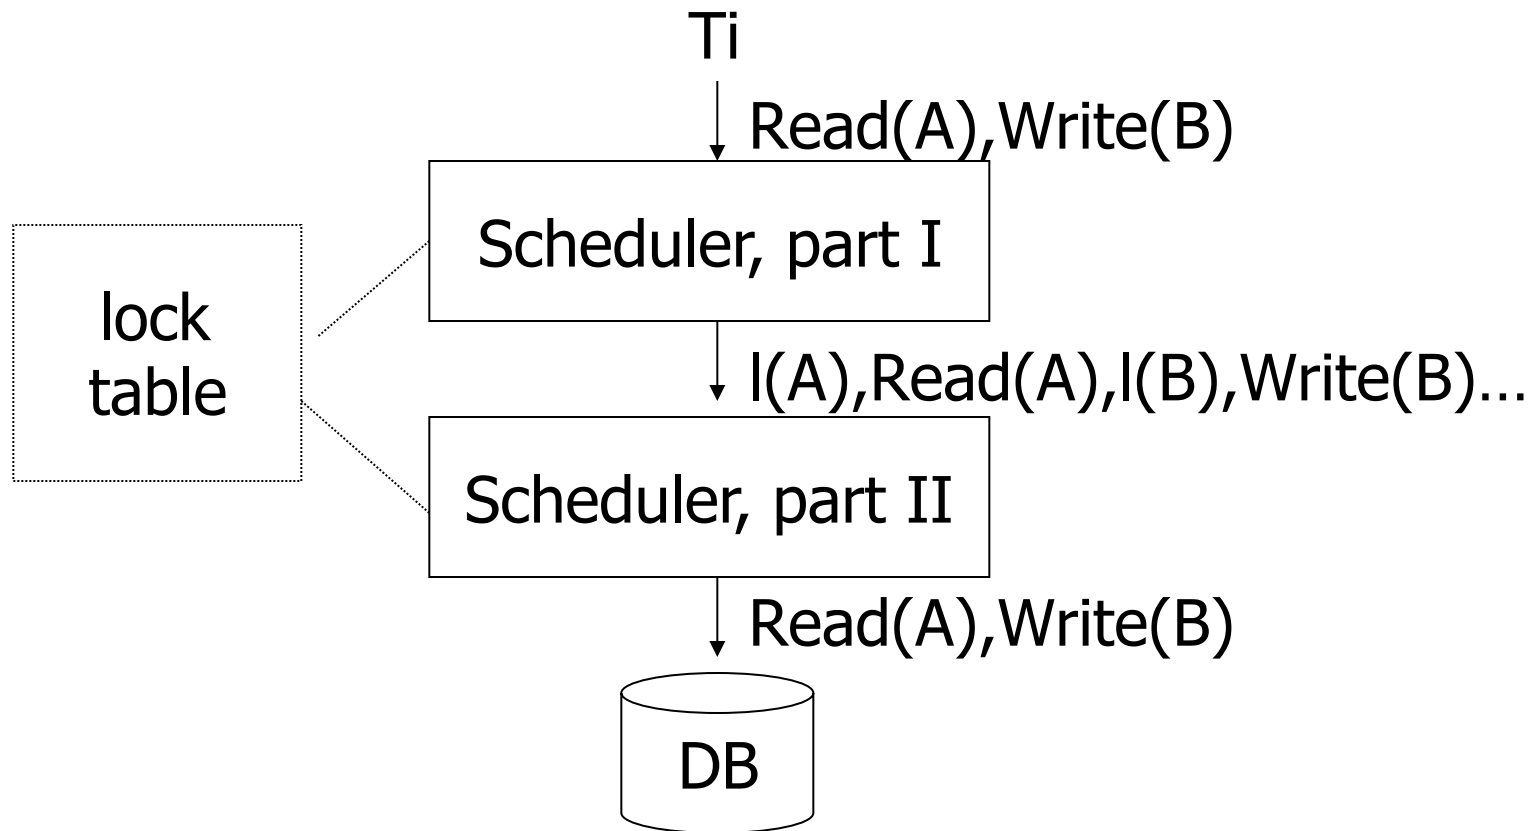 Ti
Read(A),Write(B)
Scheduler, part I
lock
table
l(A),Read(A),l(B),Write(B)…
Scheduler, part II
Read(A),Write(B)
DB